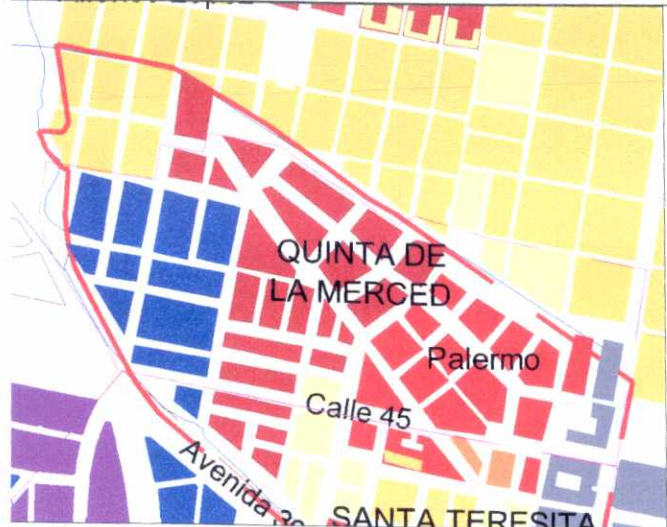 QUINTA DE
LA MERCED
Palermo
Calle 45
Avenida
SANTA TERESITA